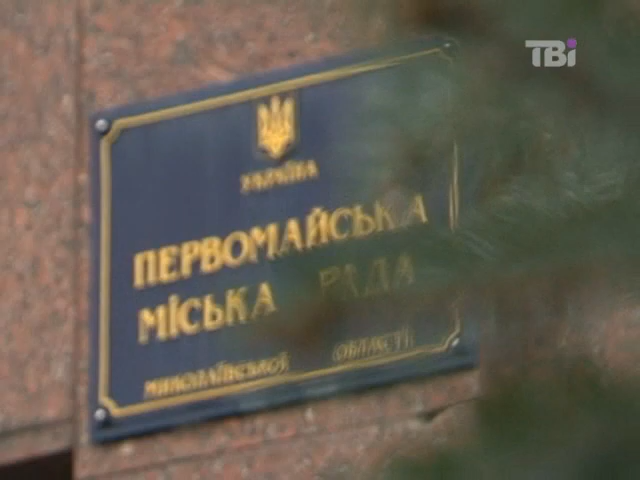 ТВі
УКРАЇНА
ПЕРВОМАЙСЬКА
МІСЬКА РАДА
МИКОЛАЇВСЬКОЇ ОБЛАСТІ